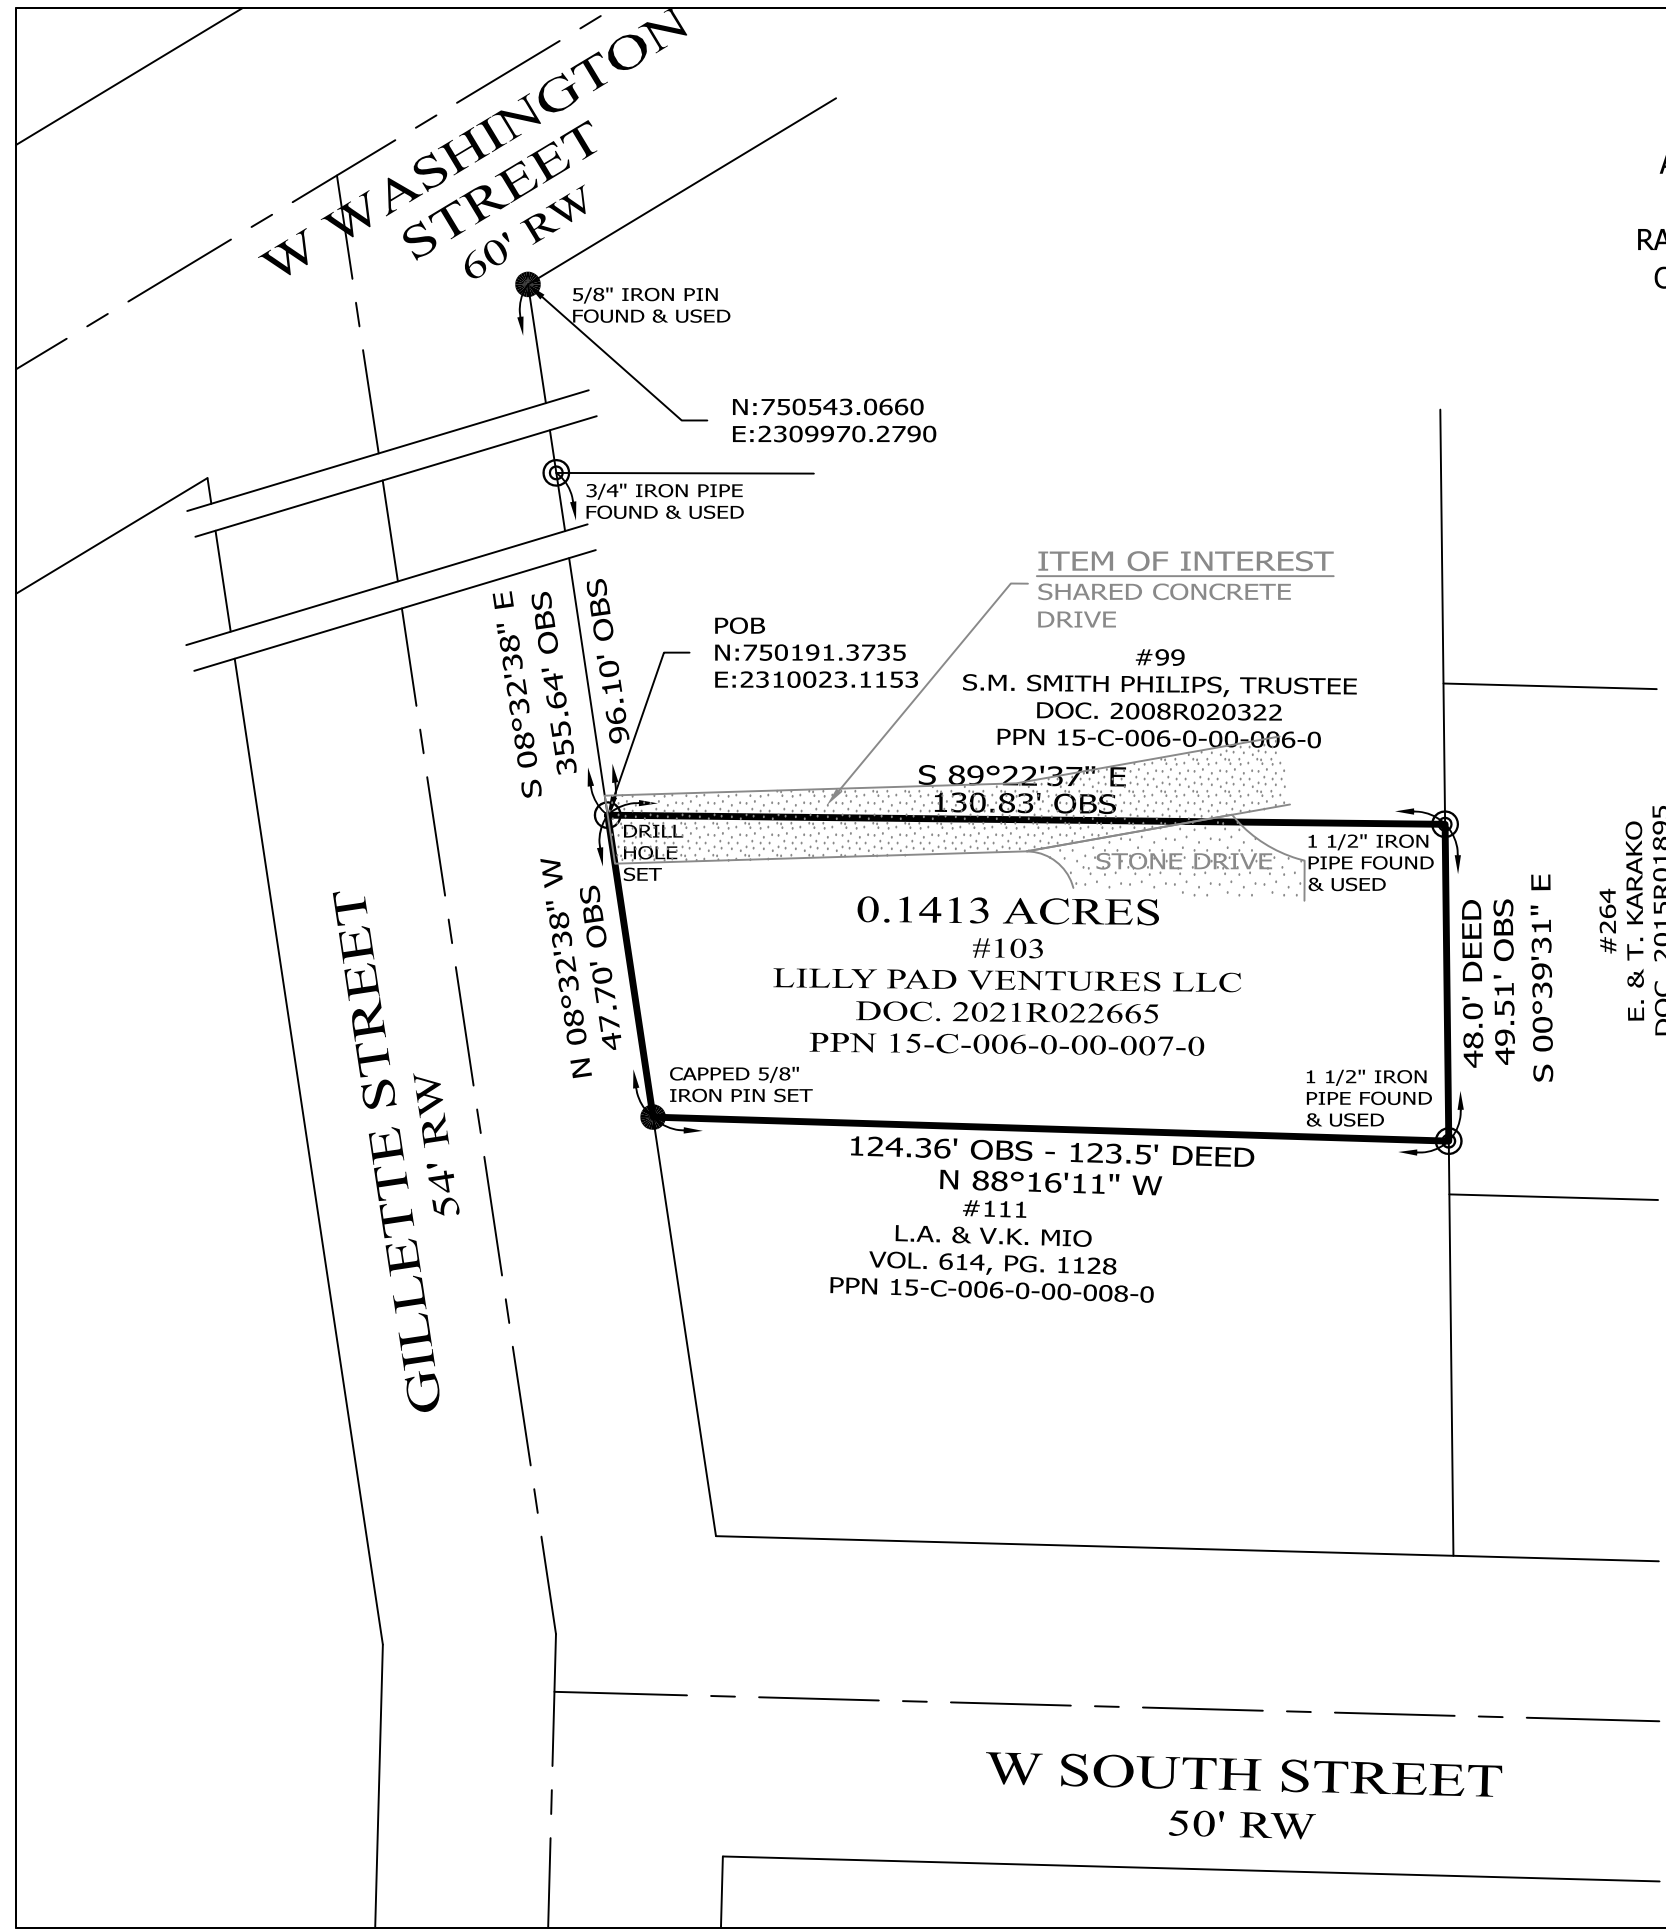 W WASHINGTON
STREET
60' RW
A
RA
C
5/8" IRON PIN
FOUND & USED
N:750543.0660
E:2309970.2790
3/4" IRON PIPE
FOUND & USED
ITEM OF INTEREST
SHARED CONCRETE
DRIVE
S 08°32'38" E
355.64' OBS
96.10' OBS
POB
N:750191.3735
E:2310023.1153
#99
S.M. SMITH PHILIPS, TRUSTEE
DOC. 2008R020322
PPN 15-C-006-0-00-006-0
S 89°22'37" E
130.83' OBS
DRILL
HOLE
SET
STONE DRIVE
1 1/2" IRON
PIPE FOUND
& USED
N 08°32'38" W
47.70' OBS
0.1413 ACRES
#103
LILLY PAD VENTURES LLC
DOC. 2021R022665
PPN 15-C-006-0-00-007-0
48.0' DEED
49.51' OBS
S 00°39'31" E
#264
E. & T. KARAKO
DOC. 2015R01895
CAPPED 5/8"
IRON PIN SET
1 1/2" IRON
PIPE FOUND
& USED
124.36' OBS - 123.5' DEED
N 88°16'11" W
#111
L.A. & V.K. MIO
VOL. 614, PG. 1128
PPN 15-C-006-0-00-008-0
GILLETTE STREET
54' RW
W SOUTH STREET
50' RW